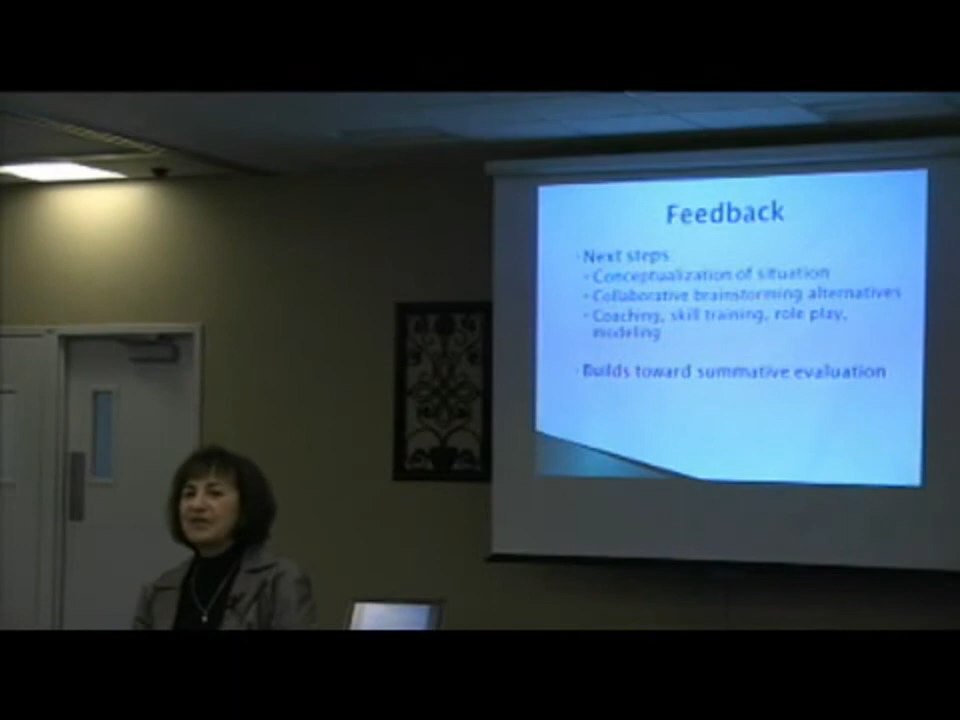 Feedback
Next steps
Conceptualization of situation
Collaborative brainstorming alternatives
Coaching, skill training, role play,
modeling
Builds toward summative evaluation